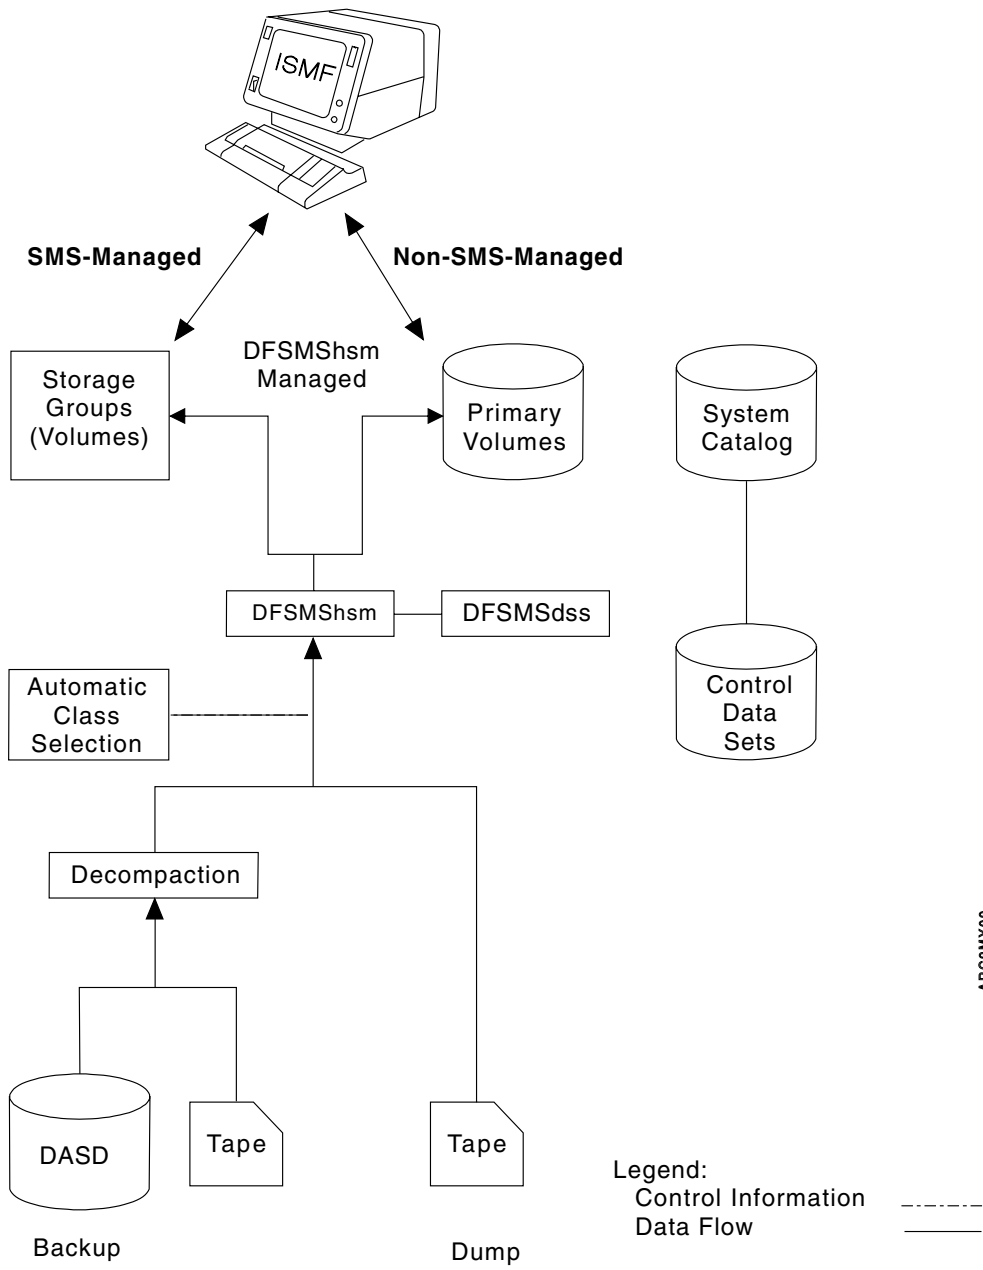 ISMF
SMS-Managed
Non-SMS-Managed
DFSMShsm
Managed
Storage
Groups
(Volumes)
Primary
Volumes
System
Catalog
DFSMShsm
DFSMSdss
Automatic
Class
Selection
Control
Data
Sets
Decompaction
DASD
Tape
Tape
Backup
Dump
Legend:
Control Information
Data Flow